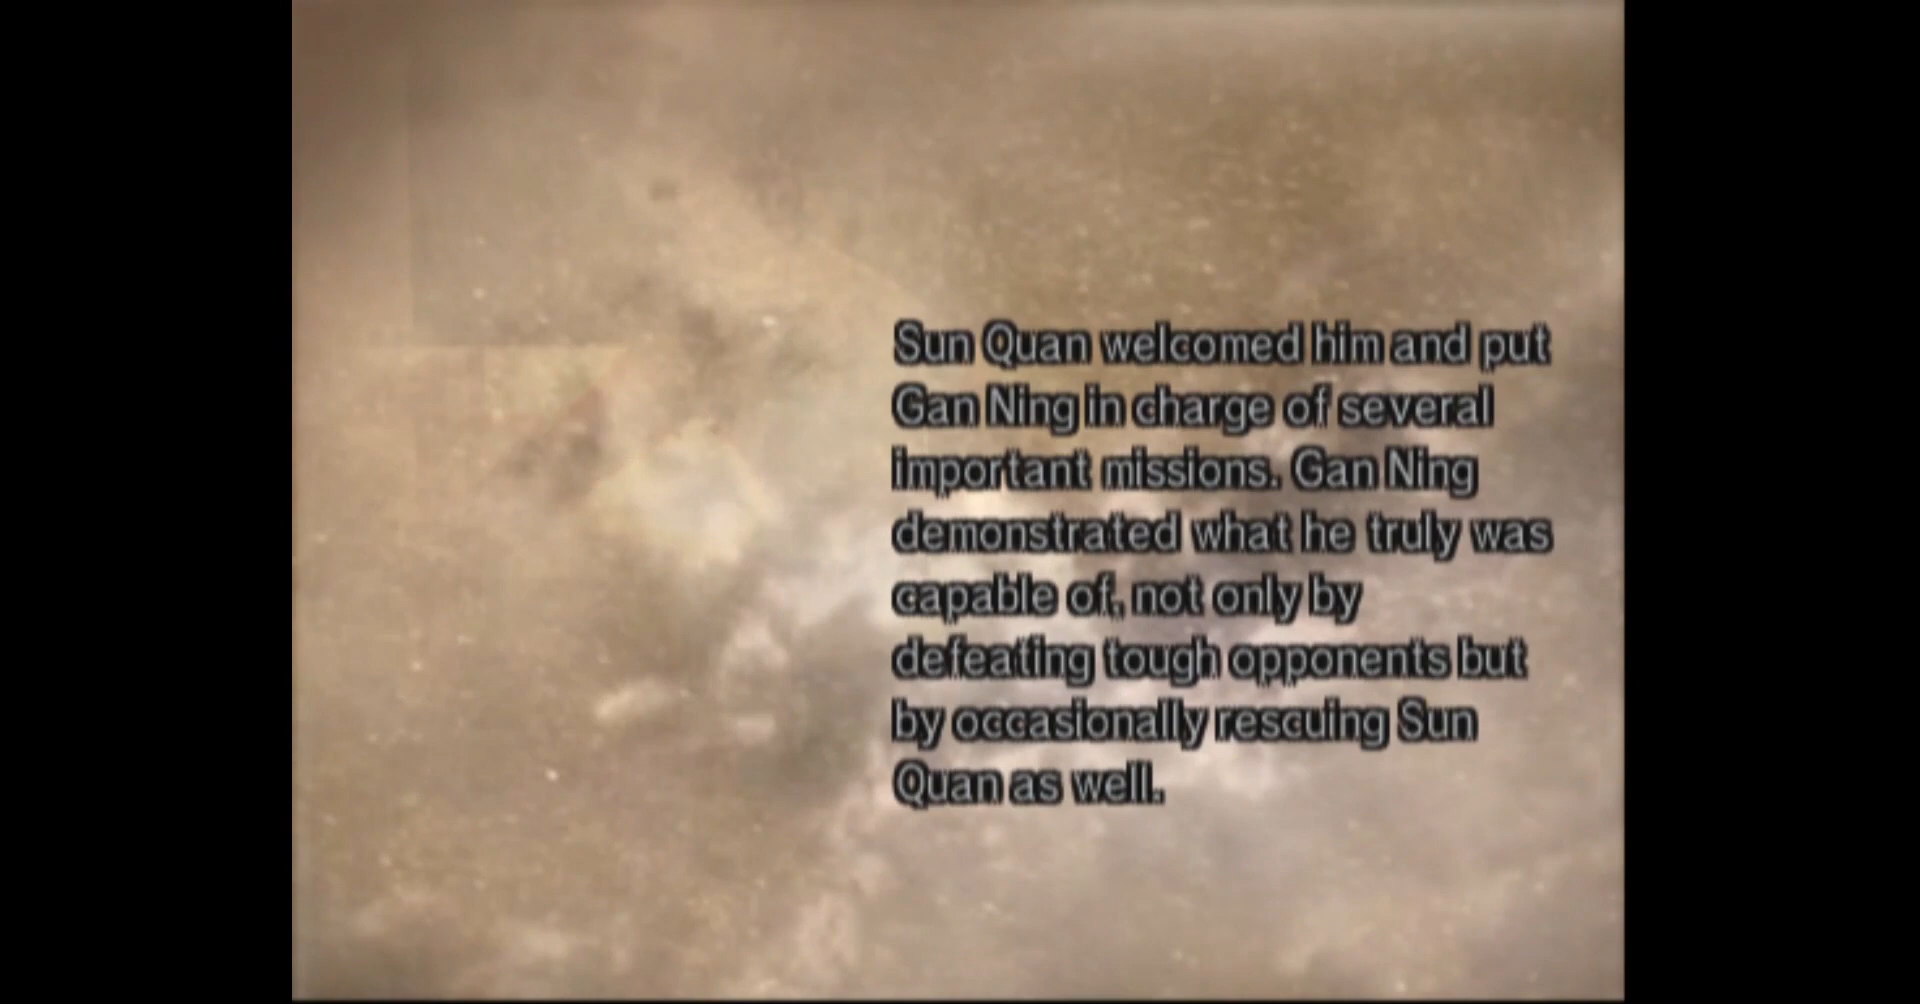 Sun Quan welcomed him and put
Gan Ning in charge of several
important missions. Gan Ning
demonstrated what he truly was
capable of, not only by
defeating tough opponents but
by occasionally rescuing Sun
Quan as well.